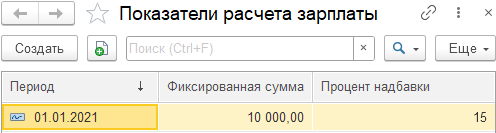 Показатели расчета зарплаты
Создать Поиск (Ctrl+F) × Еще
Период ↓ Фиксированная сумма Процент надбавки
01.01.2021 10 000,00 15